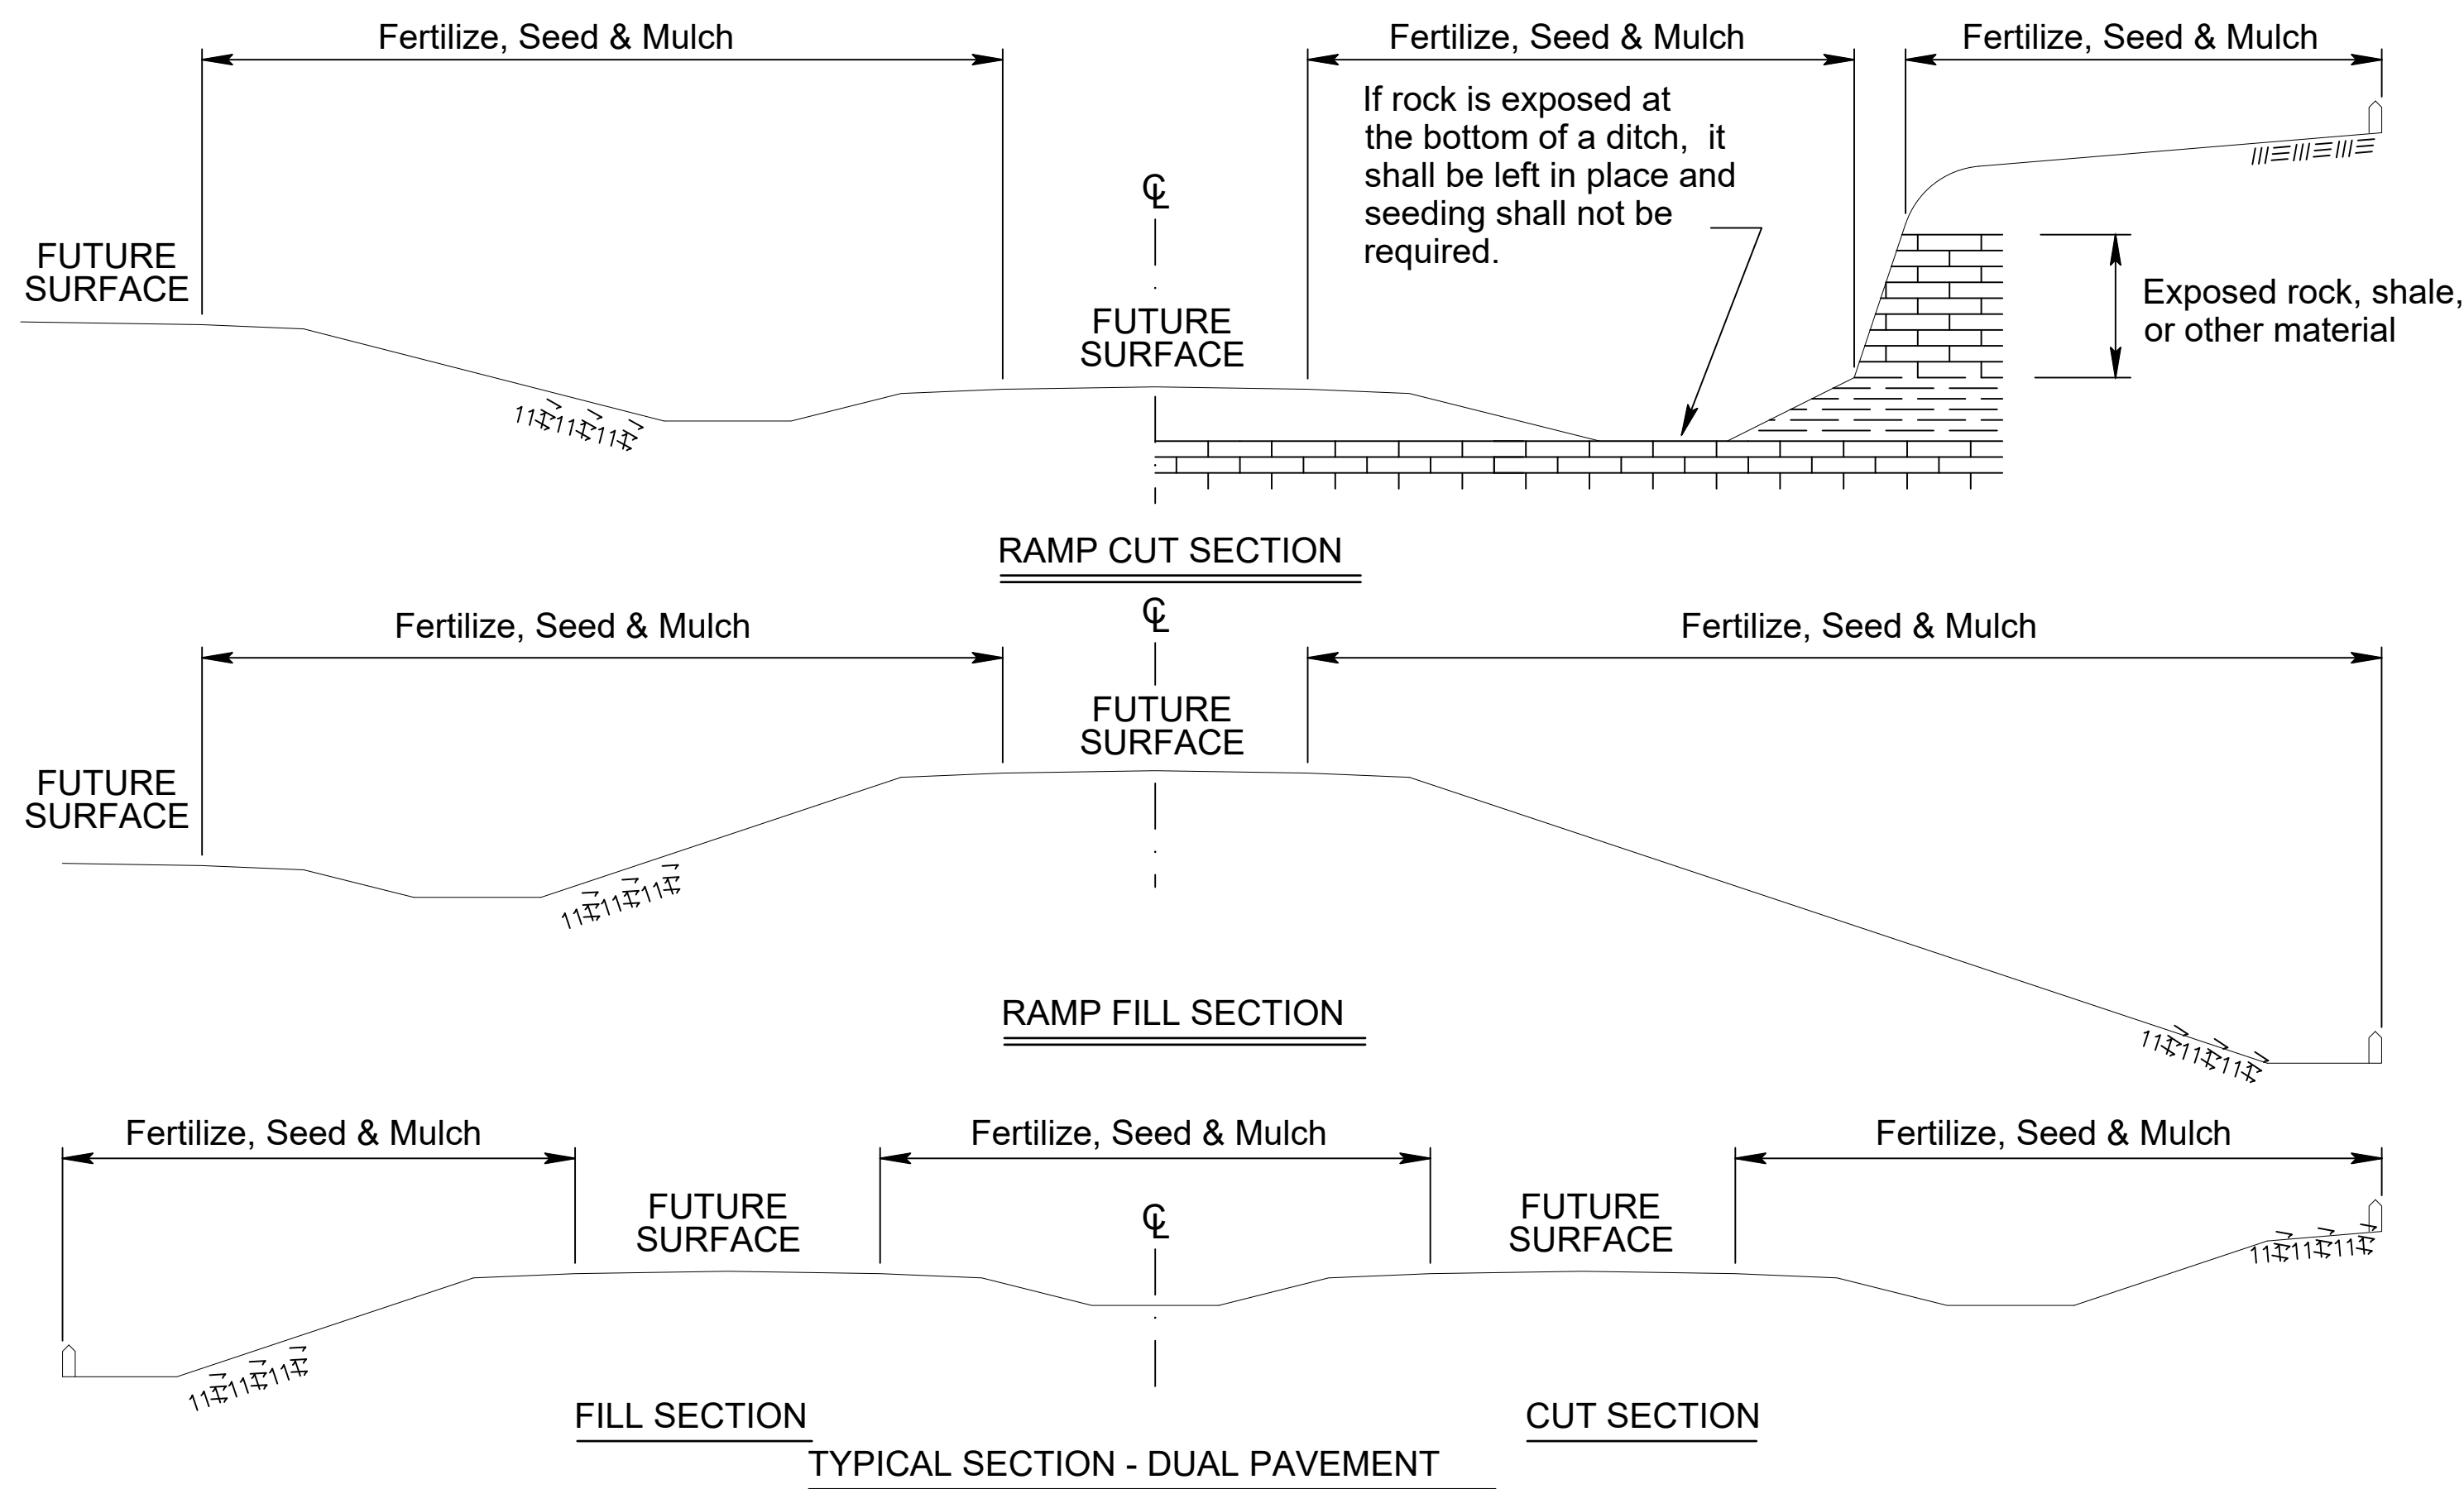 Fertilize, Seed & Mulch
Fertilize, Seed & Mulch
Fertilize, Seed & Mulch
If rock is exposed at
the bottom of a ditch, it
shall be left in place and
seeding shall not be
required.
℄
FUTURE
SURFACE
FUTURE
SURFACE
Exposed rock, shale,
or other material
RAMP CUT SECTION
℄
Fertilize, Seed & Mulch
Fertilize, Seed & Mulch
FUTURE
SURFACE
FUTURE
SURFACE
RAMP FILL SECTION
Fertilize, Seed & Mulch
Fertilize, Seed & Mulch
Fertilize, Seed & Mulch
FUTURE
SURFACE
℄
FUTURE
SURFACE
FILL SECTION
CUT SECTION
TYPICAL SECTION - DUAL PAVEMENT